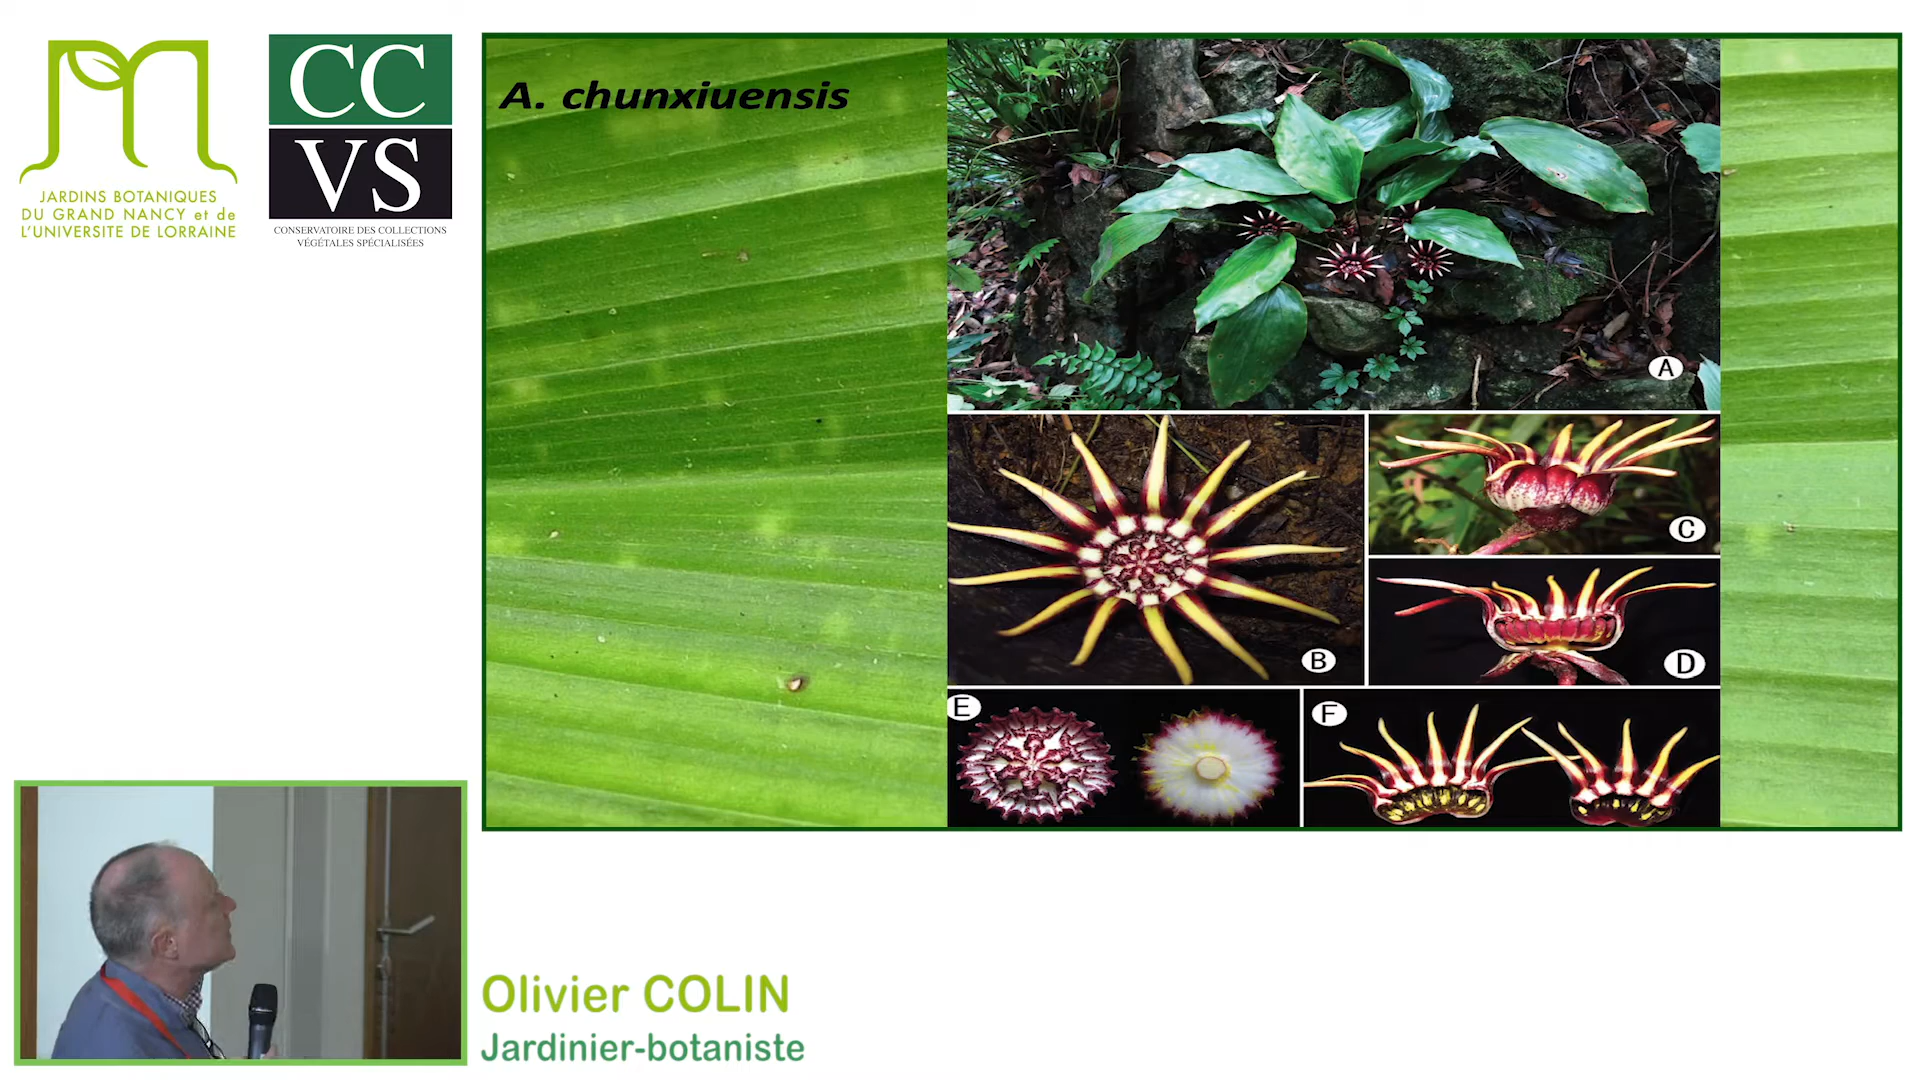 JARDINS BOTANIQUES
DU GRAND NANCY et de
L'UNIVERSITE DE LORRAINE
CC
VS
CONSERVATOIRE DES COLLECTIONS
VÉGÉTALES SPÉCIALISÉES
A. chunxiuensis
A
B
C
D
E
F
Olivier COLIN
Jardinier-botaniste